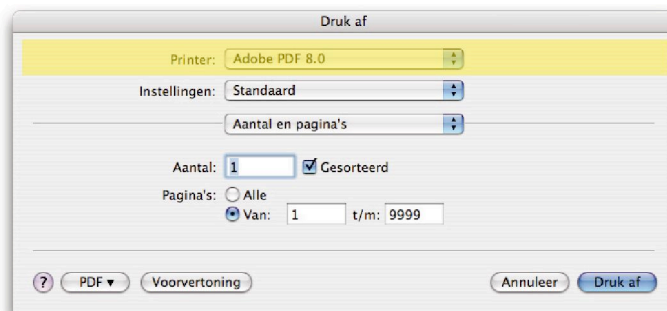 Druk af
Printer: Adobe PDF 8.0
Instellingen: Standaard
Aantal en pagina's
Aantal: 1 Gesorteerd
Pagina's: Alle
Van: 1 t/m: 9999
? PDF ▾ Voorvertoning Annuleer Druk af